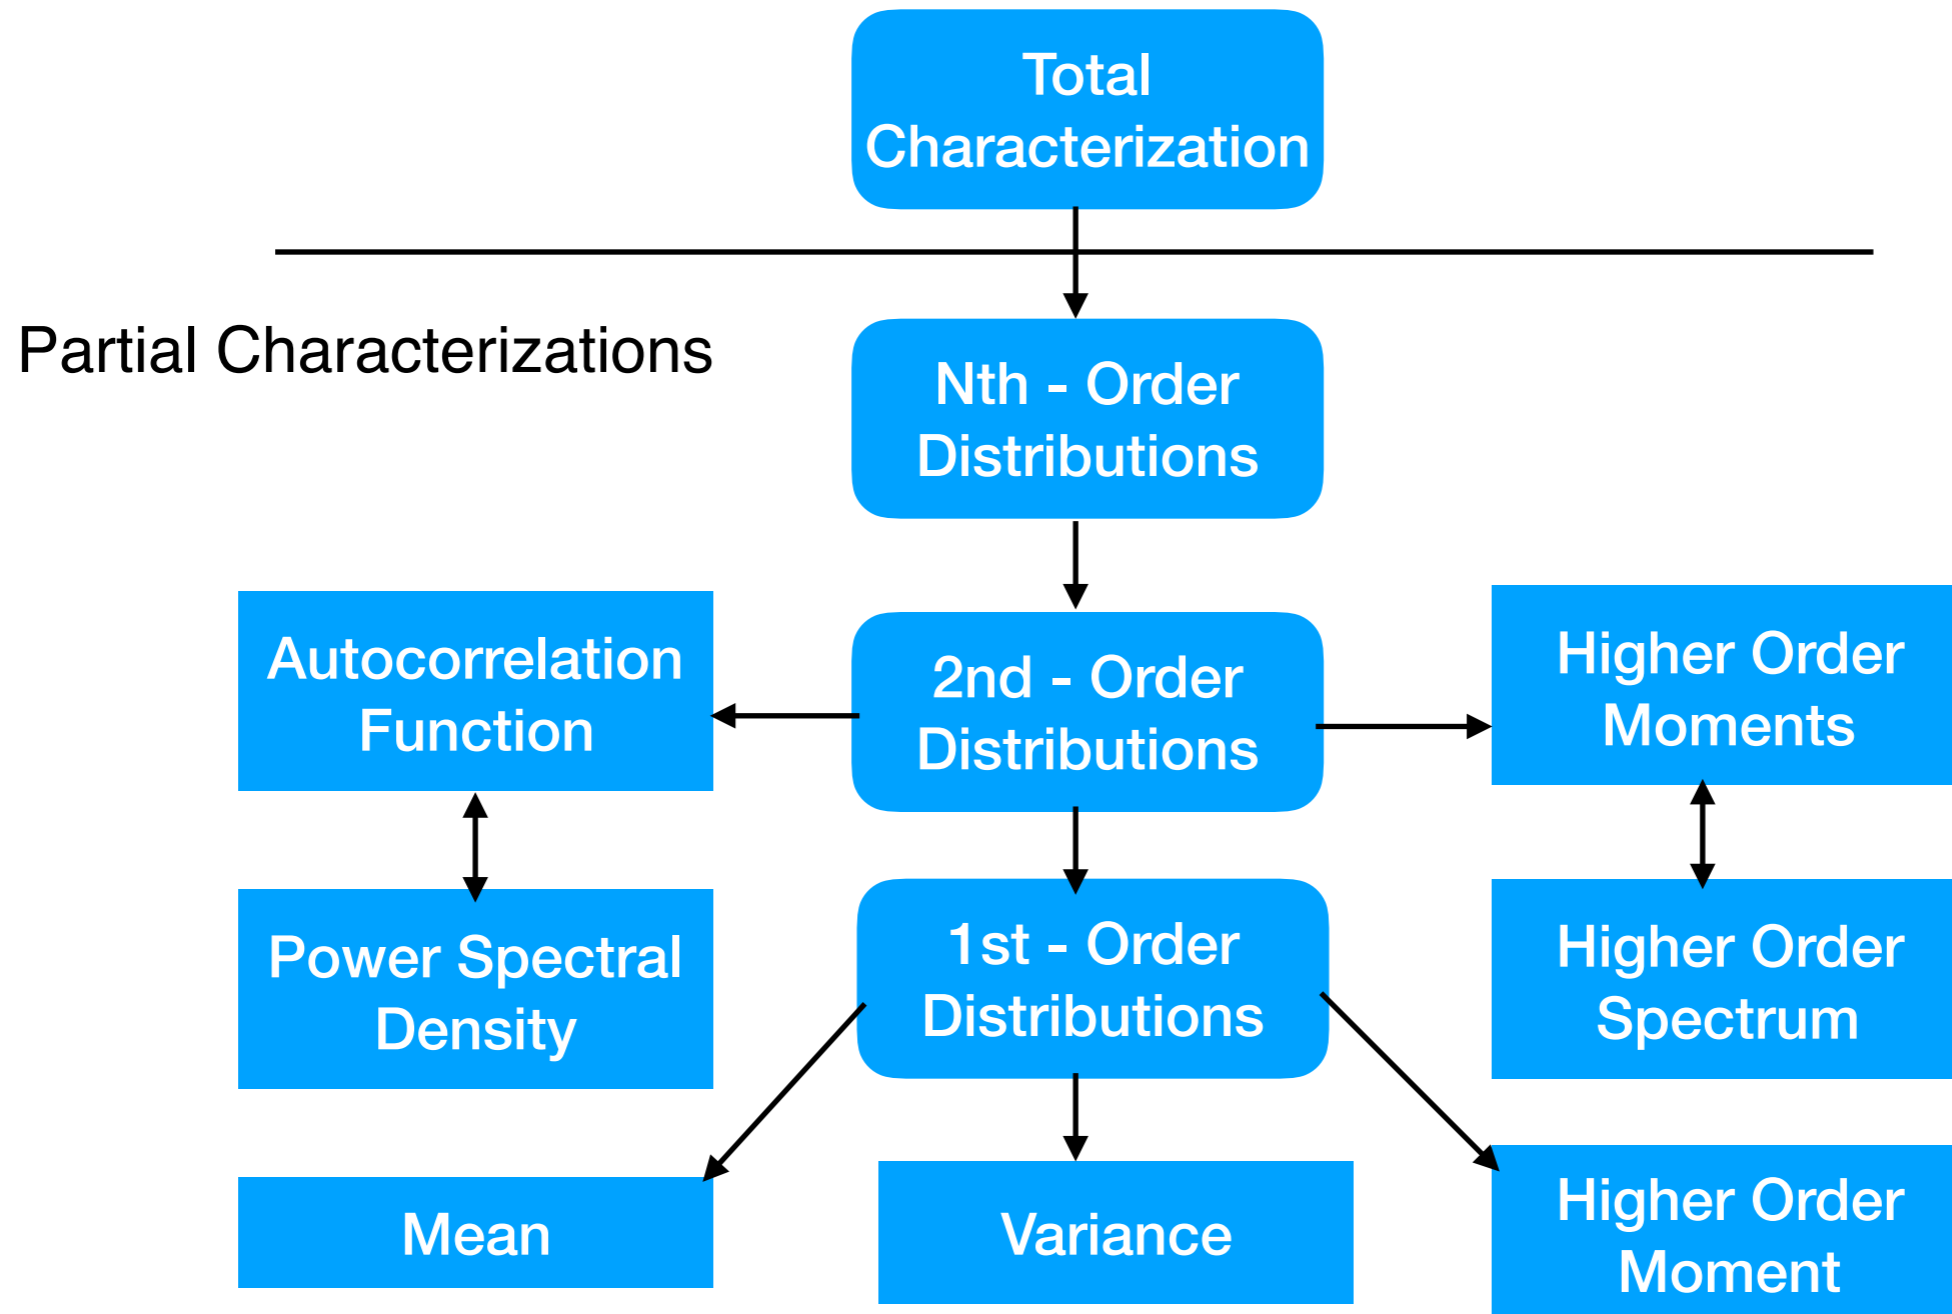 Total
Characterization
Partial Characterizations
Nth - Order
Distributions
Autocorrelation
Function
2nd - Order
Distributions
Higher Order
Moments
Power Spectral
Density
1st - Order
Distributions
Higher Order
Spectrum
Mean
Variance
Higher Order
Moment